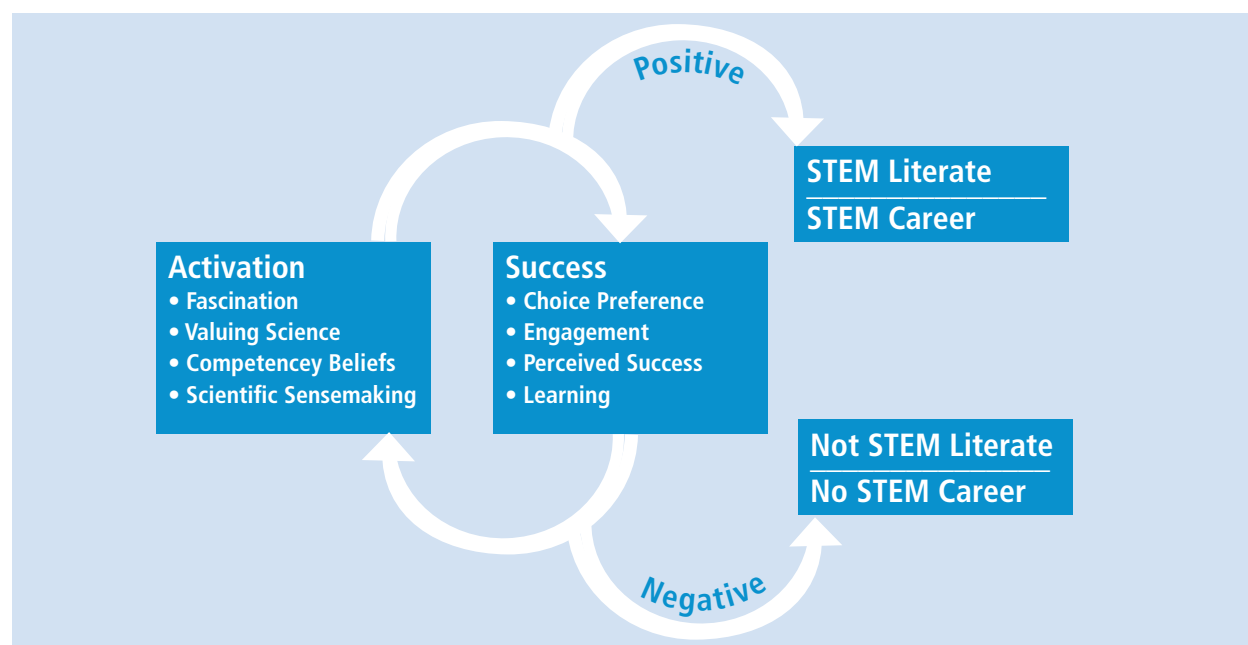 Positive
STEM Literate
STEM Career
Activation
• Fascination
• Valuing Science
• Competencey Beliefs
• Scientific Sensemaking
Success
• Choice Preference
• Engagement
• Perceived Success
• Learning
Not STEM Literate
No STEM Career
Negative